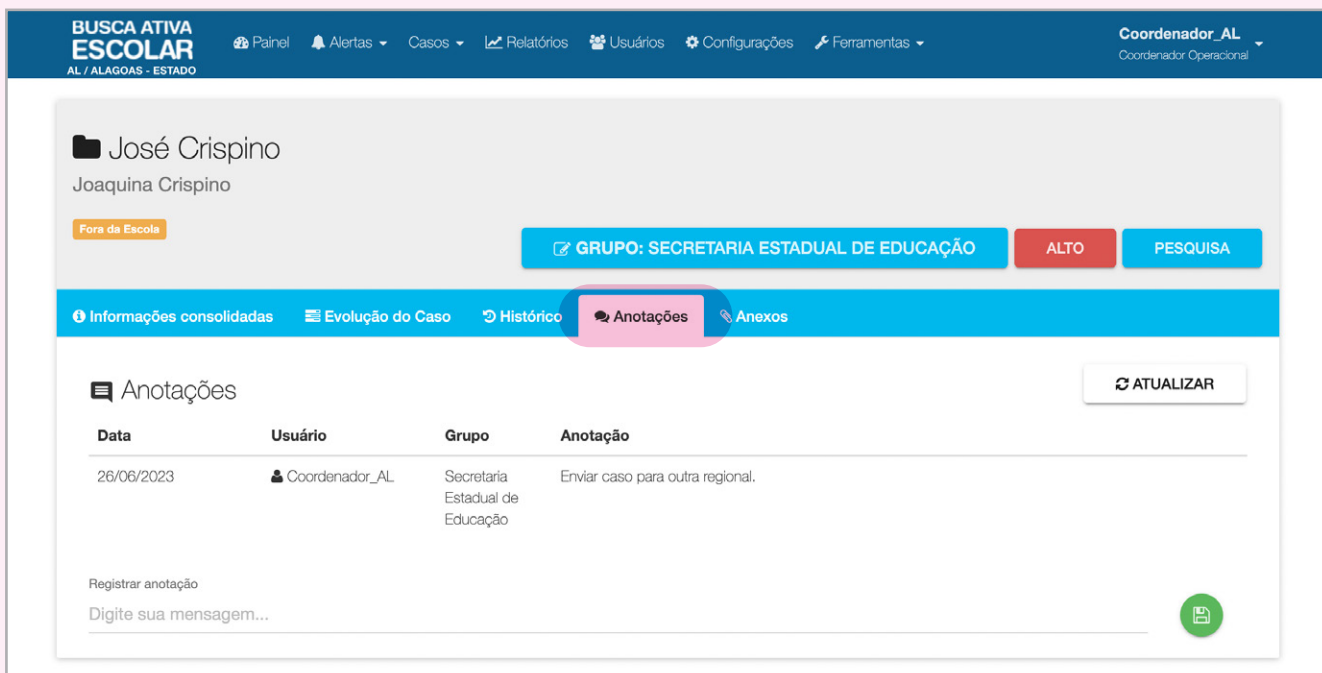 BUSCA ATIVA
ESCOLAR
AL / ALAGOAS - ESTADO
Painel Alertas Casos Relatórios Usuários Configurações Ferramentas
Coordenador_AL
Coordenador Operacional
José Crispino
Joaquina Crispino
Fora da Escola
GRUPO: SECRETARIA ESTADUAL DE EDUCAÇÃO ALTO PESQUISA
Informações consolidadas Evolução do Caso Histórico Anotações Anexos
Anotações
ATUALIZAR
Data Usuário Grupo Anotação
26/06/2023 Coordenador_AL Secretaria Enviar caso para outra regional.
Estadual de
Educação
Registrar anotação
Digite sua mensagem...